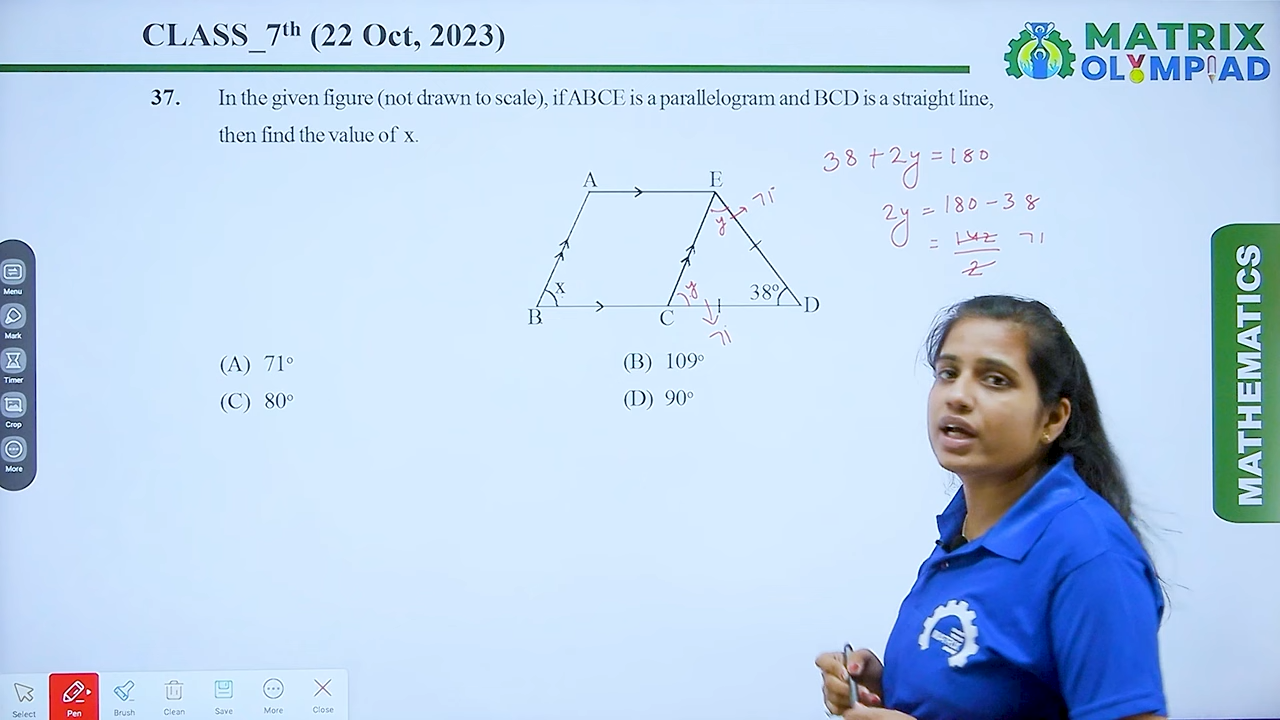 CLASS_7th (22 Oct, 2023)
MATRIX
OLYMPIAD
37. In the given figure (not drawn to scale), if ABCE is a parallelogram and BCD is a straight line,
then find the value of x.
38 + 2y = 180
2y = 180 - 38
= 142 71
2
A E
71
y
x y 38° D
B C
71
(A) 71° (B) 109°
(C) 80° (D) 90°
MATHEMATICS
Menu
Mark
Timer
Crop
More
Select Pen Brush Clean Save More Close